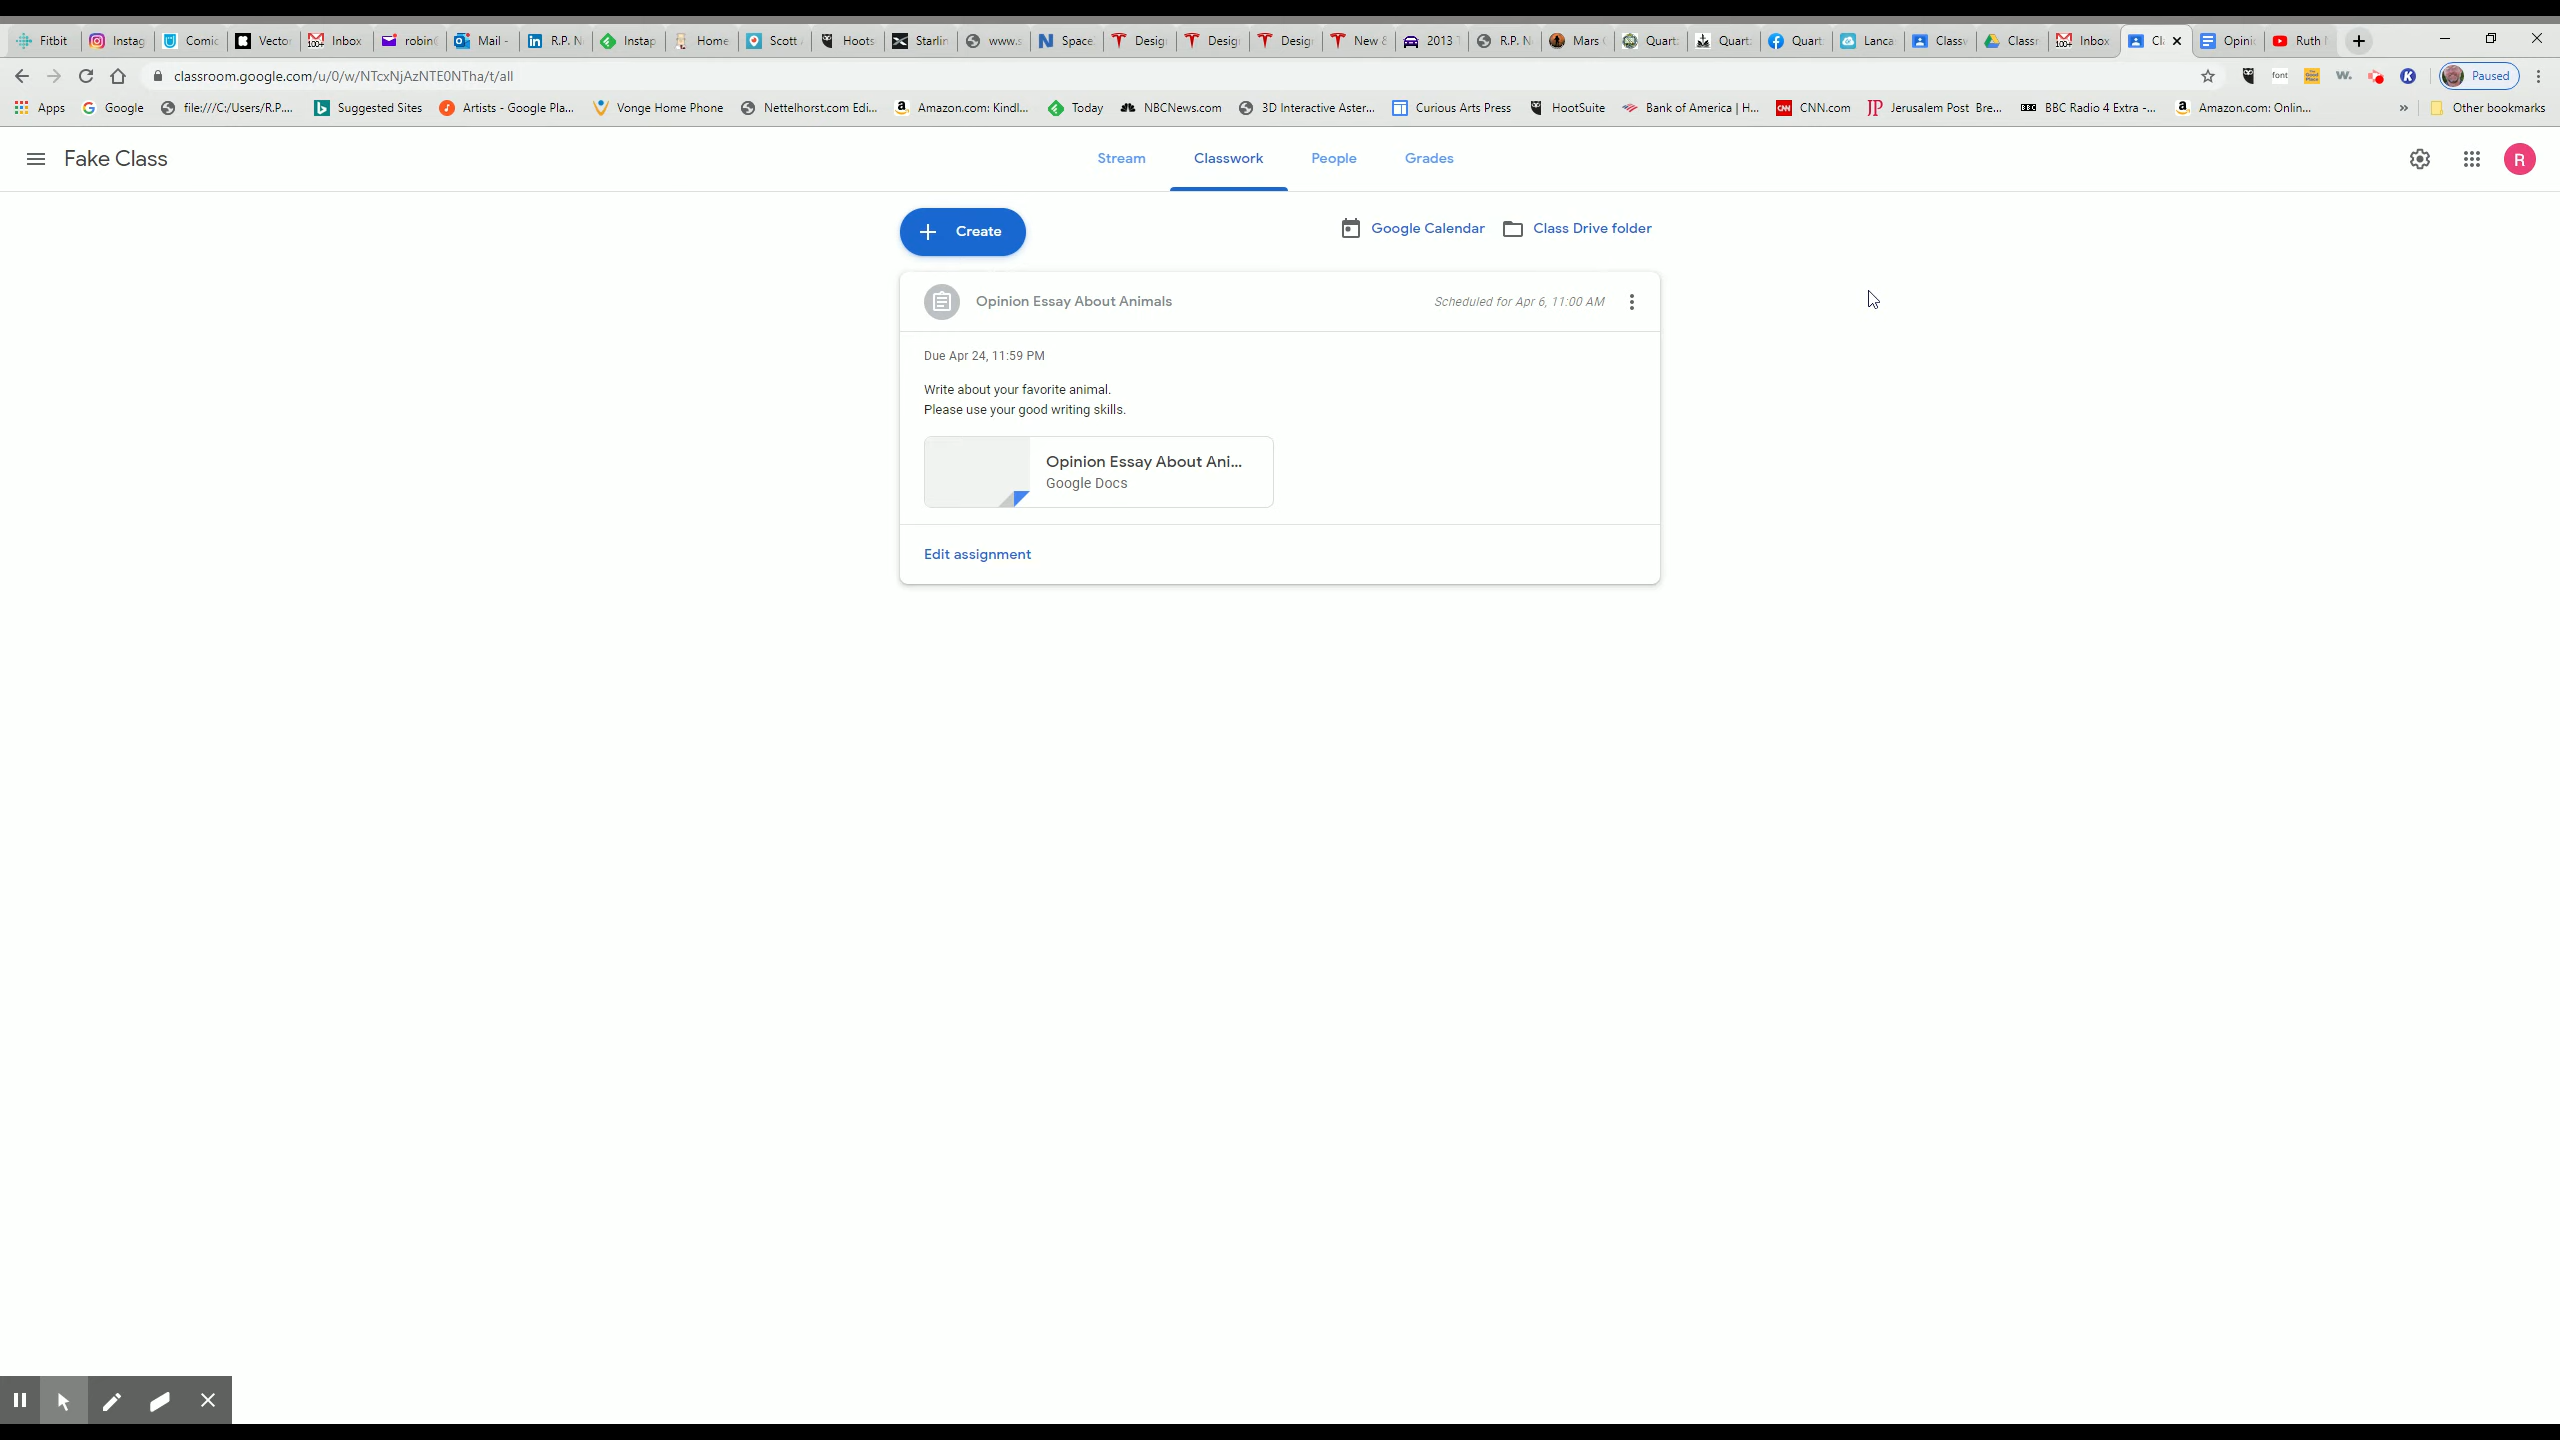 Fitbit Instag Comic Vector Inbox robin@ Mail - R.P. N Instap Home Scott Hoots Starlin www.s Space Desig Desig Desig New & 2013 T R.P. N Mars Quart Quart Quart Lanca Classw Classr Inbox Cl Opinio Ruth
classroom.google.com/u/0/w/NTcxNjAzNTE0NTha/t/all font W. K Paused
Apps Google file:///C:/Users/R.P.... Suggested Sites Artists - Google Pla... Vonge Home Phone Nettelhorst.com Edi... Amazon.com: Kindl... Today NBCNews.com 3D Interactive Aster... Curious Arts Press HootSuite Bank of America | H... CNN.com Jerusalem Post Bre... BBC Radio 4 Extra -... Amazon.com: Onlin... » Other bookmarks
Fake Class Stream Classwork People Grades R
Create Google Calendar Class Drive folder
Opinion Essay About Animals Scheduled for Apr 6, 11:00 AM
Due Apr 24, 11:59 PM
Write about your favorite animal.
Please use your good writing skills.
Opinion Essay About Ani...
Google Docs
Edit assignment